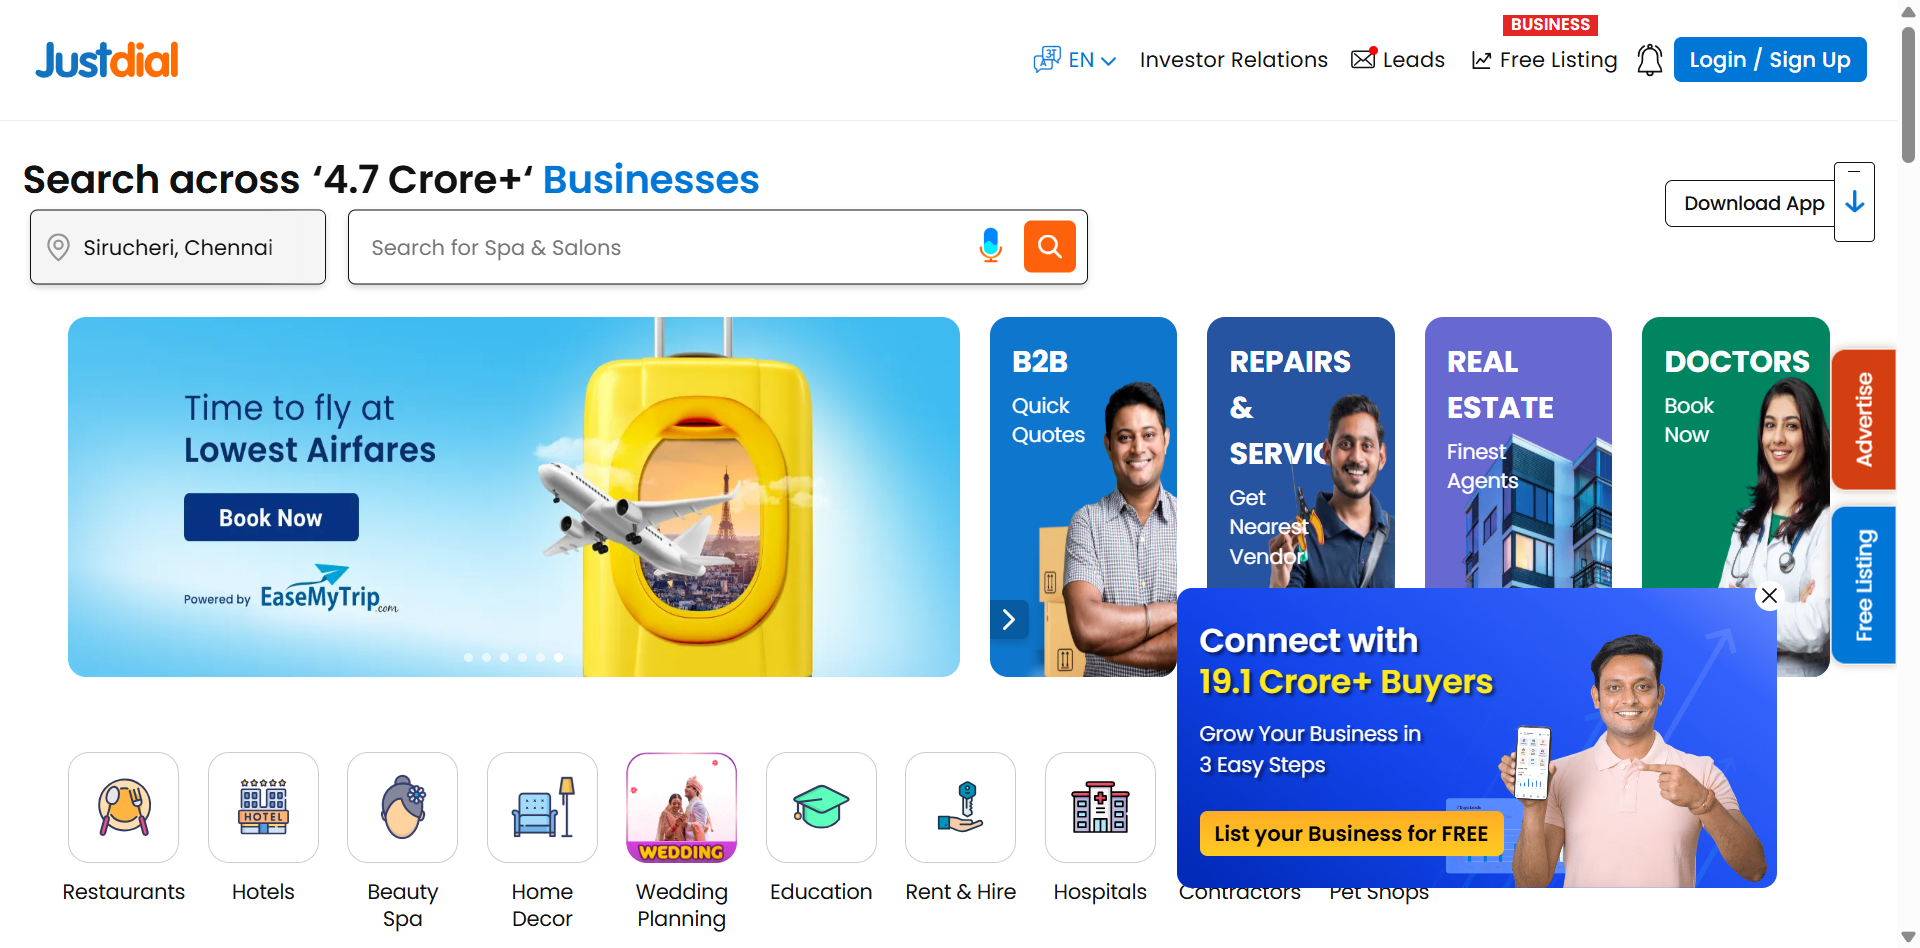 Justdial
EN
Investor Relations
Leads
BUSINESS
Free Listing
Login / Sign Up
Search across ‘4.7 Crore+‘ Businesses
Download App
Sirucheri, Chennai
Search for Spa & Salons
Time to fly at
Lowest Airfares
Book Now
Powered by EaseMyTrip.com
B2B
Quick
Quotes
REPAIRS
&
SERVIC
Get
Nearest
Vendor
REAL
ESTATE
Finest
Agents
DOCTORS
Book
Now
Advertise
Free Listing
Connect with
19.1 Crore+ Buyers
Grow Your Business in
3 Easy Steps
List your Business for FREE
HOTEL
WEDDING
Restaurants
Hotels
Beauty
Spa
Home
Decor
Wedding
Planning
Education
Rent & Hire
Hospitals
Contractors
Pet Shops